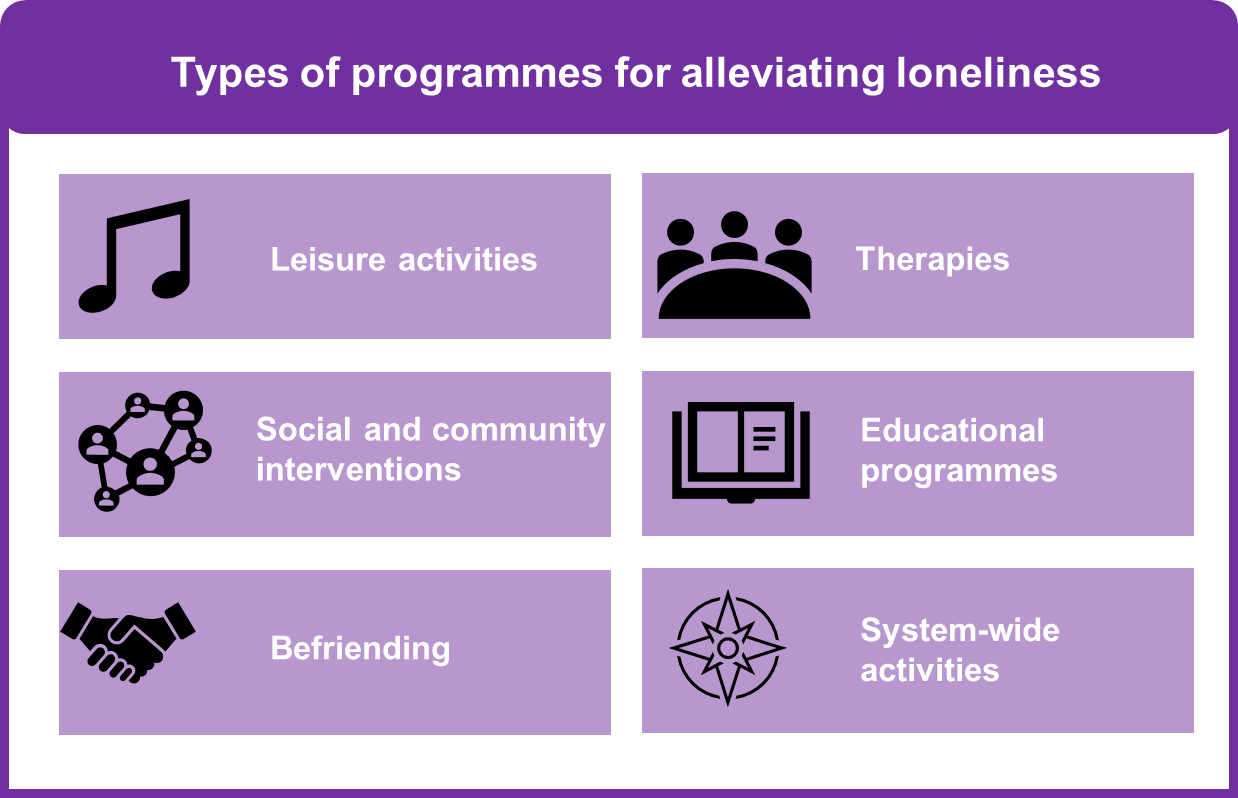 Types of programmes for alleviating loneliness
Leisure activities
Therapies
Social and community
interventions
Educational
programmes
Befriending
System-wide
activities